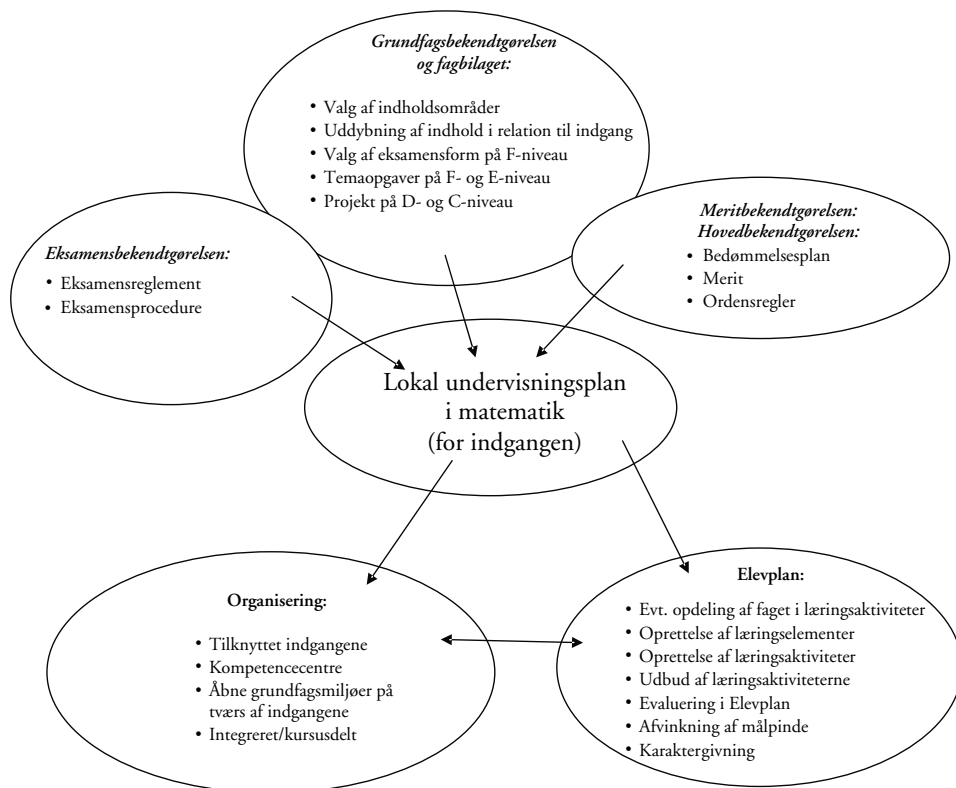 Grundfagsbekendtgørelsen
og fagbilaget:
• Valg af indholdsområder
• Uddybning af indhold i relation til indgang
• Valg af eksamensform på F-niveau
• Temaopgaver på F- og E-niveau
• Projekt på D- og C-niveau
Eksamensbekendtgørelsen:
• Eksamensreglement
• Eksamensprocedure
Meritbekendtgørelsen:
Hovedbekendtgørelsen:
• Bedømmelsesplan
• Merit
• Ordensregler
Lokal undervisningsplan
i matematik
(for indgangen)
Organisering:
• Tilknyttet indgangene
• Kompetencecentre
• Åbne grundfagsmiljøer på
tværs af indgangene
• Integreret/kursusdelt
Elevplan:
• Evt. opdeling af faget i læringsaktiviteter
• Oprettelse af læringselementer
• Oprettelse af læringsaktiviteter
• Udbud af læringsaktiviteterne
• Evaluering i Elevplan
• Afvinkning af målpinde
• Karaktergivning